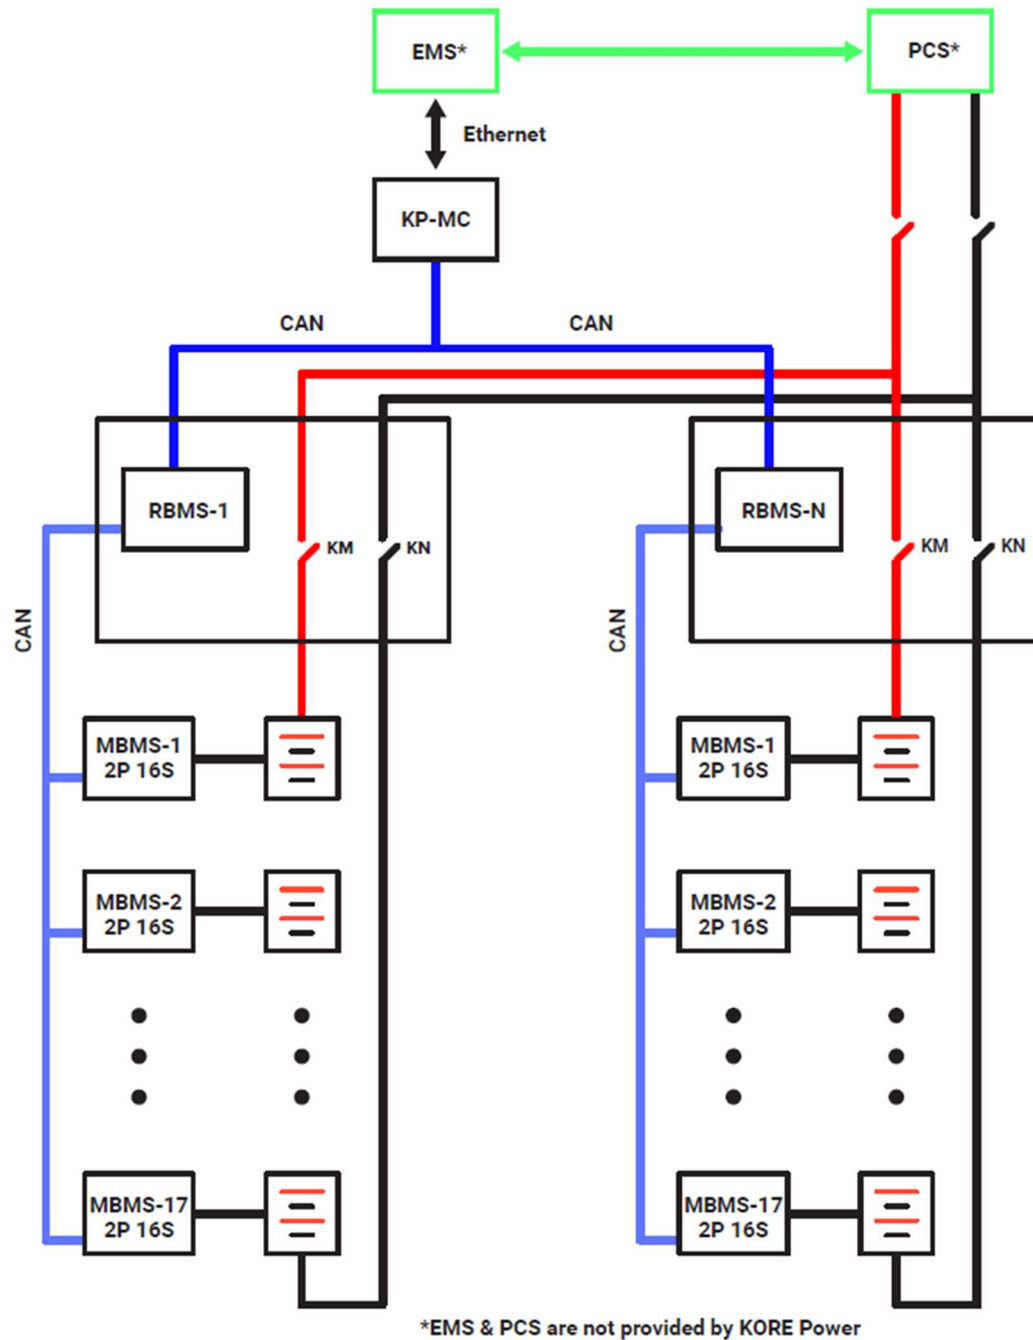 EMS*
PCS*
Ethernet
KP-MC
CAN
CAN
RBMS-1
KM
KN
RBMS-N
KM
KN
CAN
CAN
MBMS-1
2P 16S
MBMS-1
2P 16S
MBMS-2
2P 16S
MBMS-2
2P 16S
MBMS-17
2P 16S
MBMS-17
2P 16S
*EMS & PCS are not provided by KORE Power